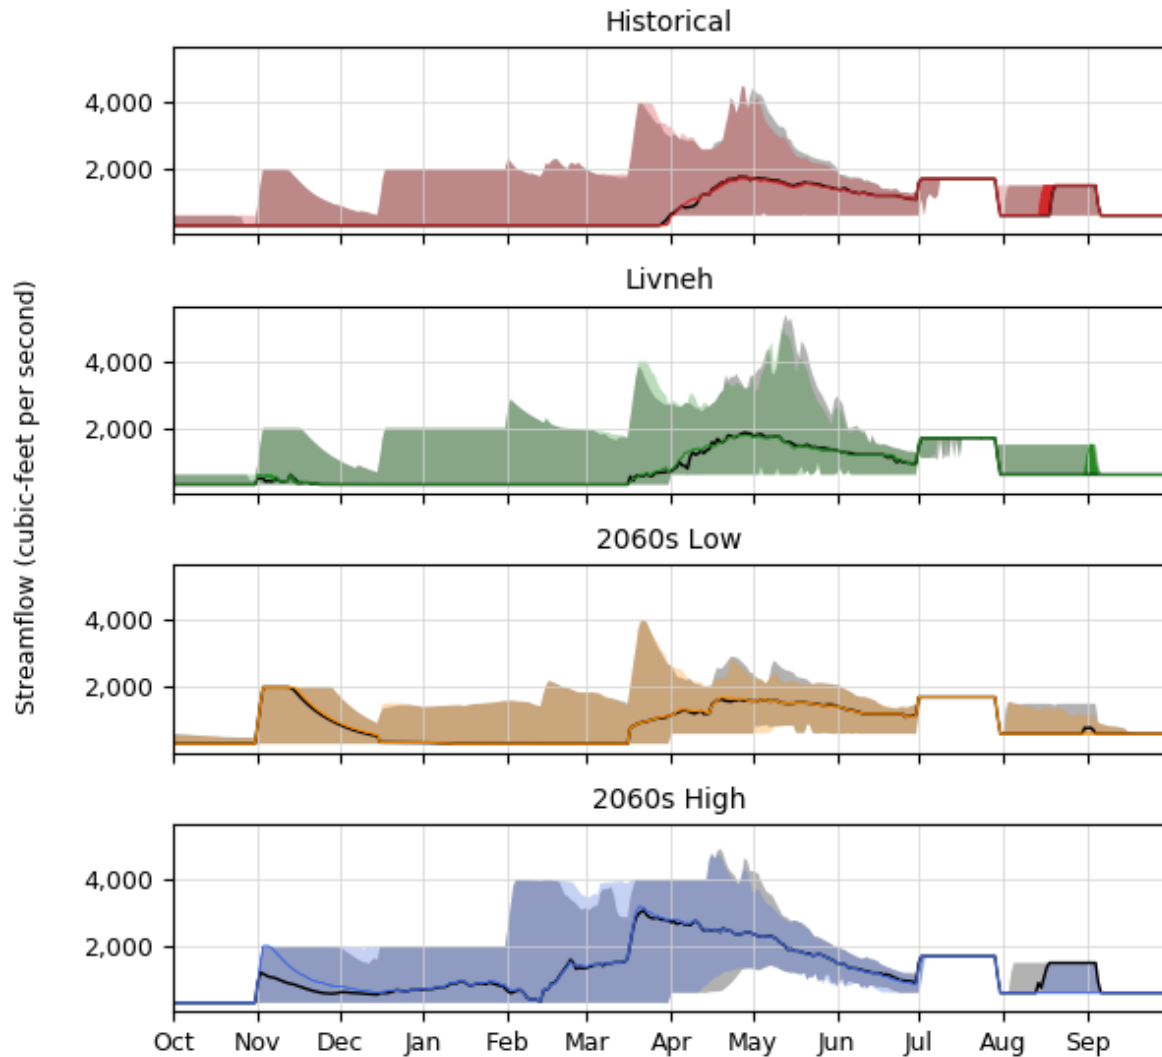 Historical
4,000
2,000
Livneh
4,000
2,000
Streamflow (cubic-feet per second)
2060s Low
4,000
2,000
2060s High
4,000
2,000
Oct Nov Dec Jan Feb Mar Apr May Jun Jul Aug Sep